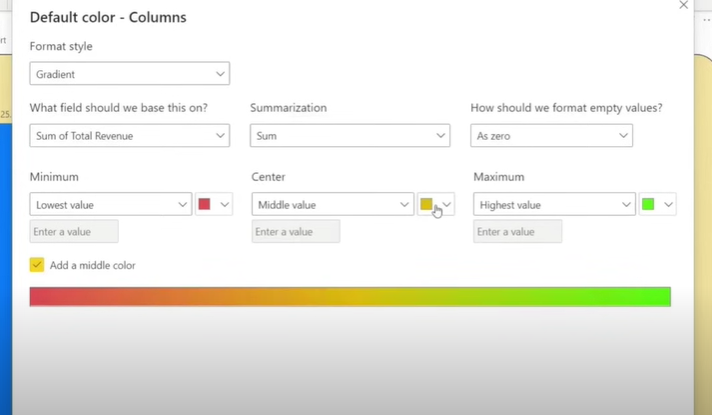 Default color - Columns
Format style
Gradient
What field should we base this on? Summarization How should we format empty values?
Sum of Total Revenue Sum As zero
Minimum Center Maximum
Lowest value Middle value Highest value
Enter a value Enter a value Enter a value
Add a middle color